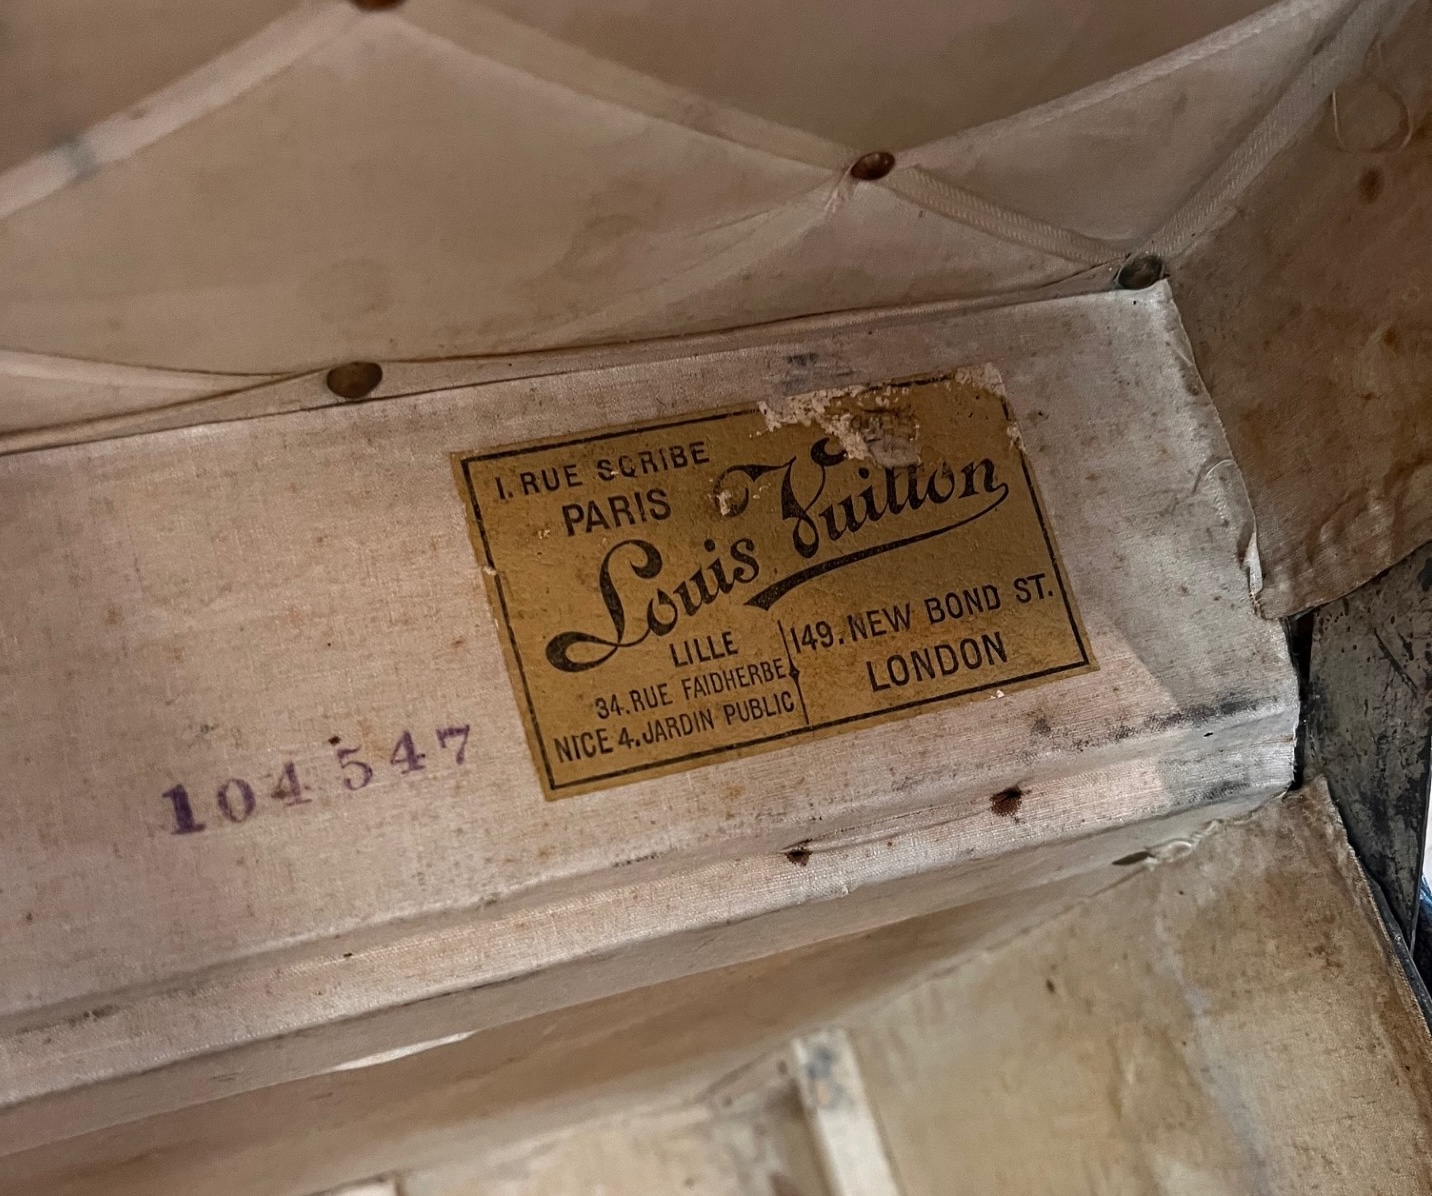 1. RUE SCRIBE
PARIS
Louis Vuitton
LILLE
34. RUE FAIDHERBE
NICE 4. JARDIN PUBLIC
149. NEW BOND ST.
LONDON
104547